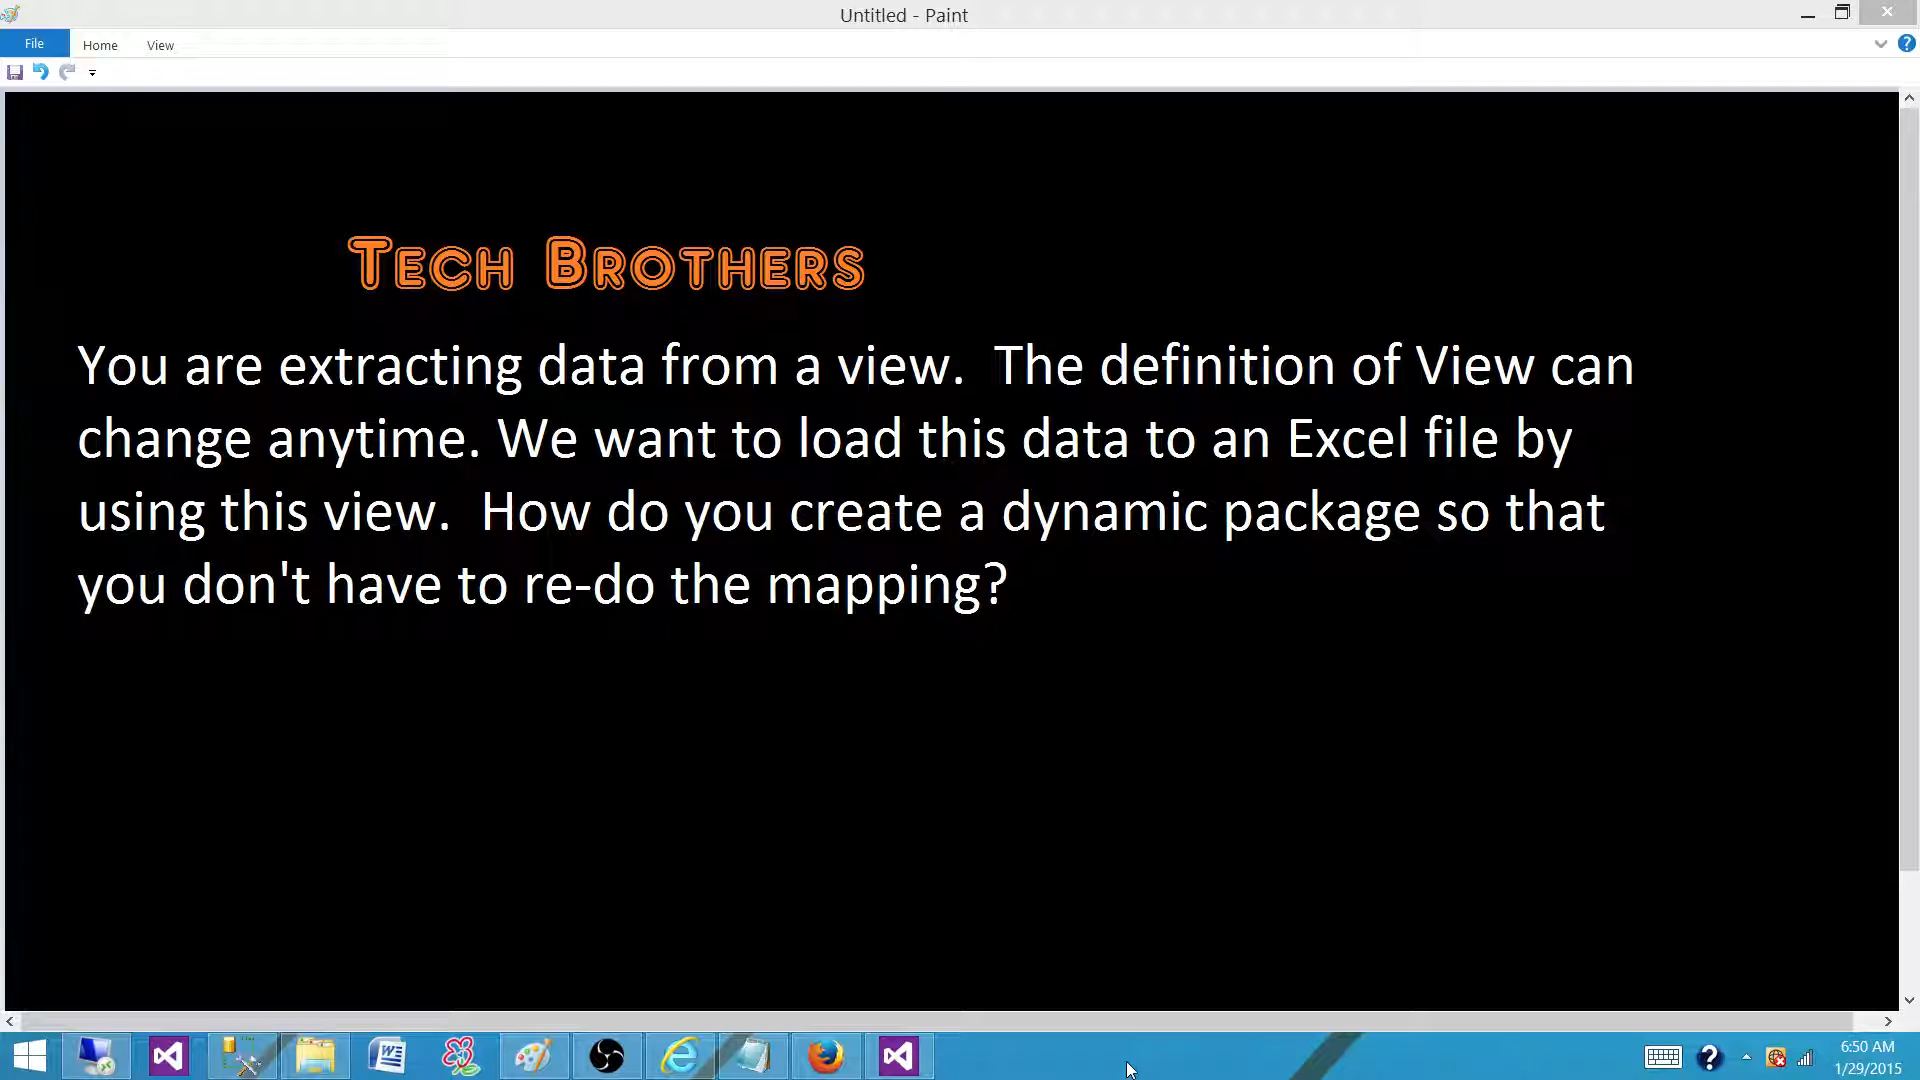 Untitled - Paint
File Home View
Tech Brothers
You are extracting data from a view.  The definition of View can
change anytime. We want to load this data to an Excel file by
using this view.  How do you create a dynamic package so that
you don't have to re-do the mapping?
6:50 AM
1/29/2015